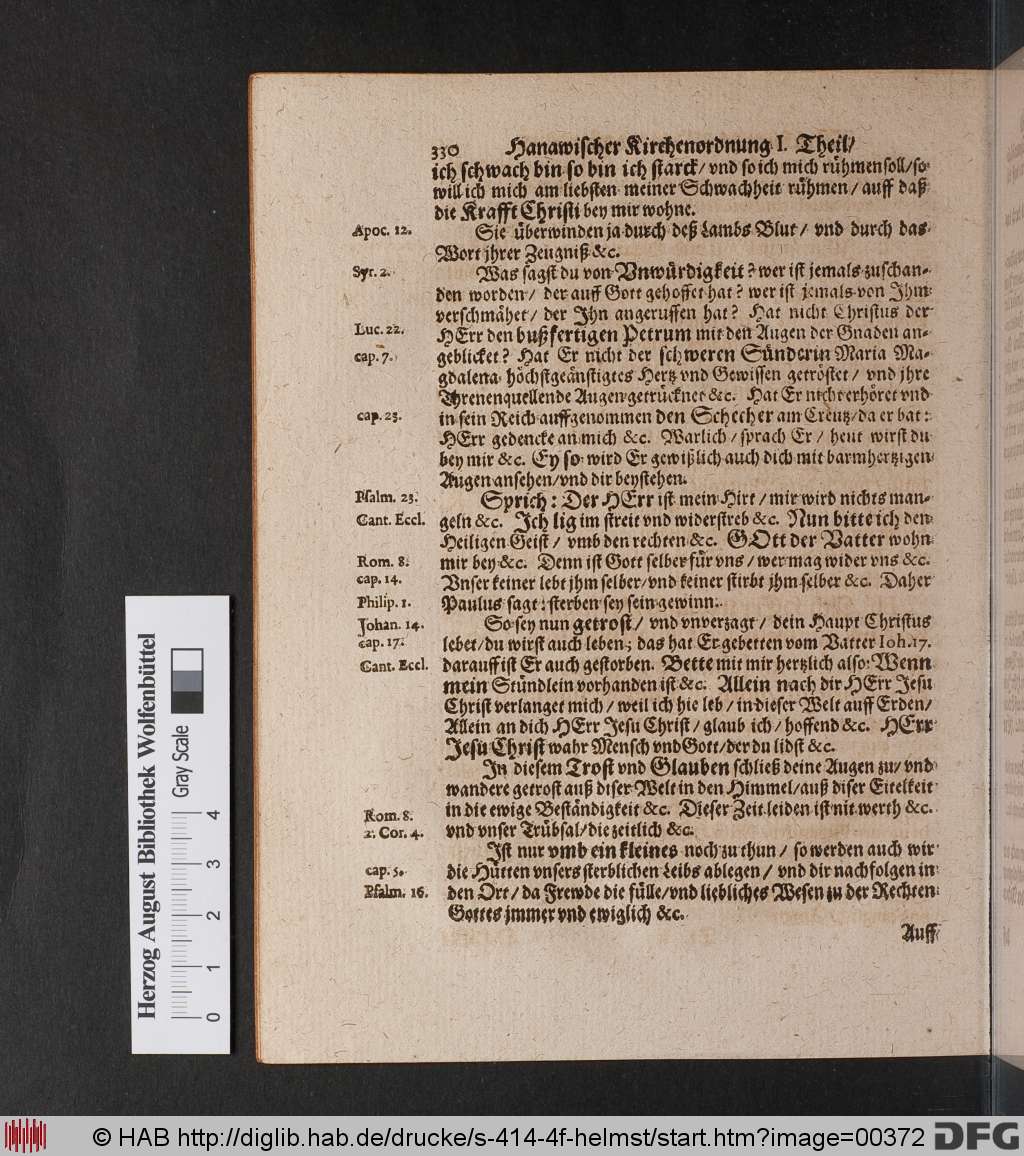 330 Hanawischer Kirchenordnung I. Theil/
ich schwach bin so bin ich starck/ vnd so ich mich rühmen soll/ so
will ich mich am liebsten meiner Schwachheit rühmen/ auff daß
die Krafft Christi bey mir wohne.
Apoc. 12. Sie überwinden ja durch deß Lambs Blut/ vnd durch das
Wort jhrer Zeugniß &c.
Syr. 2. Was sagst du von Vnwürdigkeit? wer ist jemals zuschan-
den worden/ der auff Gott gehoffet hat? wer ist jemals von Ihm
verschmähet/ der Ihn angeruffen hat? Hat nicht Christus der
Luc. 22. HErr den bußfertigen Petrum mit den Augen der Gnaden an-
cap. 7. geblicket? Hat Er nicht der schweren Sünderin Maria Ma-
gdalena höchstgeänstigtes Hertz vnd Gewissen getröstet/ vnd jhre
Threnenquellende Augen getrücknet &c. Hat Er nicht erhöret vnd
cap. 23. in sein Reich auffgenommen den Schecher am Creutz/ da er bat:
HErr gedencke an mich &c. Warlich/ sprach Er/ heut wirst du
bey mir &c. Ey so wird Er gewißlich auch dich mit barmhertzigen
Augen ansehen/ vnd dir beystehen.
Psalm. 23. Sprich: Der HErr ist mein Hirt/ mir wird nichts man-
Cant. Eccl. geln &c. Ich lig im streit vnd widerstreb &c. Nun bitte ich den
Heiligen Geist/ vmb den rechten &c. GOtt der Vatter wohn
Rom. 8. mir bey &c. Denn ist Gott selber für vns/ wer mag wider vns &c.
cap. 14. Vnser keiner lebt jhm selber/ vnd keiner stirbt jhm selber &c. Daher
Philip. 1. Paulus sagt: sterben sey sein gewinn.
Johan. 14. So sey nun getrost/ vnd vnverzagt/ dein Haupt Christus
cap. 17. lebet/ du wirst auch leben; das hat Er gebetten vom Vatter Ioh. 17.
Cant. Eccl. darauff ist Er auch gestorben. Bette mit mir hertzlich also: Wenn
mein Stündlein vorhanden ist &c. Allein nach dir HErr Jesu
Christ verlanget mich/ weil ich hie leb/ in dieser Welt auff Erden/
Allein an dich HErr Jesu Christ/ glaub ich/ hoffend &c. HErr
Jesu Christ wahr Mensch vnd Gott/ der du lidst &c.
In diesem Trost vnd Glauben schließ deine Augen zu/ vnd
wandere getrost auß diser Welt in den Himmel/ auß diser Eitelkeit
Rom. 8. in die ewige Beständigkeit &c. Dieser Zeit leiden ist nit werth &c.
2. Cor. 4. vnd vnser Trübsal/ die zeitlich &c.
Ist nur vmb ein kleines noch zu thun/ so werden auch wir
cap. 5. die Hütten vnsers sterblichen Leibs ablegen/ vnd dir nachfolgen in
Psalm. 16. den Ort/ da Frewde die fülle/ vnd liebliches Wesen zu der Rechten
Gottes jmmer vnd ewiglich &c.
Auff
Herzog August Bibliothek Wolfenbüttel
Gray Scale
0 1 2 3 4
© HAB http://diglib.hab.de/drucke/s-414-4f-helmst/start.htm?image=00372 DFG